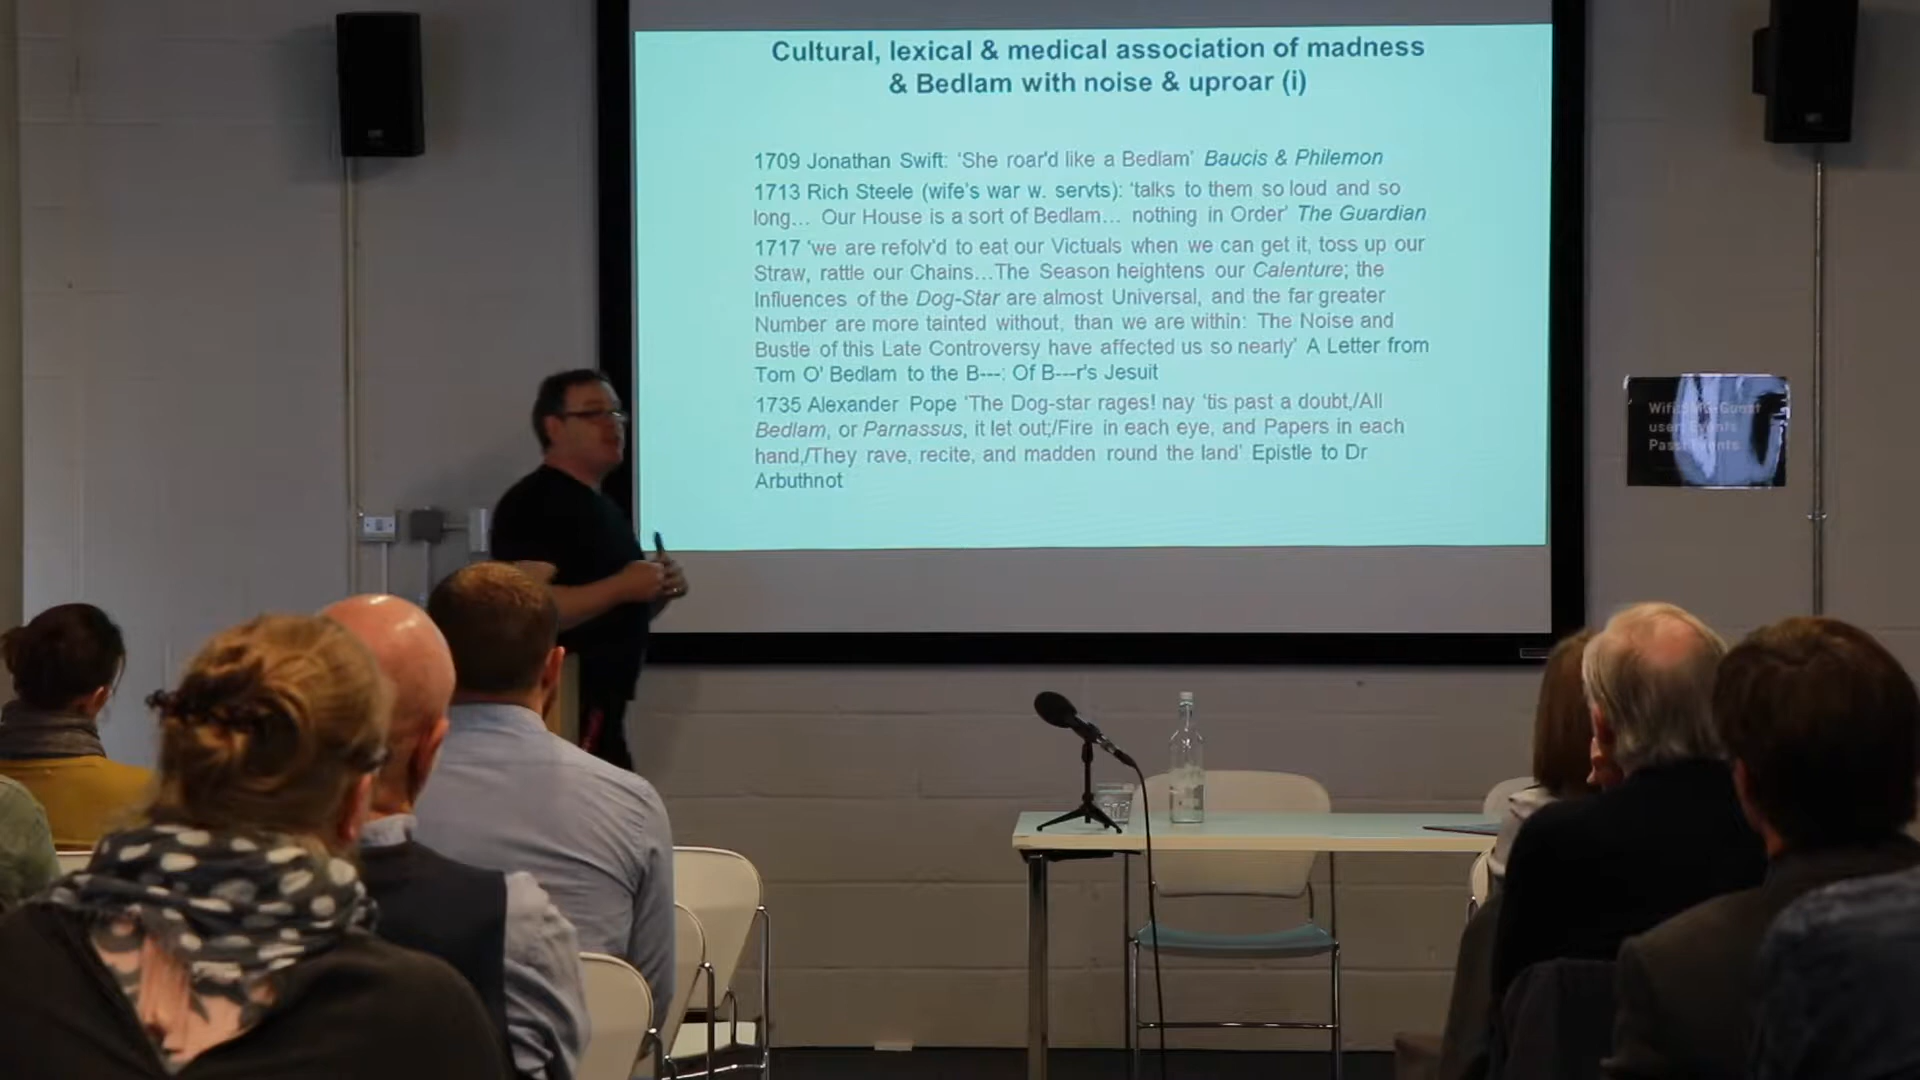 Cultural, lexical & medical association of madness
& Bedlam with noise & uproar (i)
1709 Jonathan Swift: 'She roar'd like a Bedlam' Baucis & Philemon
1713 Rich Steele (wife's war w. servts): 'talks to them so loud and so
long... Our House is a sort of Bedlam... nothing in Order' The Guardian
1717 'we are refolv'd to eat our Victuals when we can get it, toss up our
Straw, rattle our Chains...The Season heightens our Calenture; the
Influences of the Dog-Star are almost Universal, and the far greater
Number are more tainted without, than we are within: The Noise and
Bustle of this Late Controversy have affected us so nearly' A Letter from
Tom O' Bedlam to the B---: Of B---r's Jesuit
1735 Alexander Pope 'The Dog-star rages! nay 'tis past a doubt,/All
Bedlam, or Parnassus, it let out;/Fire in each eye, and Papers in each
hand,/They rave, recite, and madden round the land' Epistle to Dr
Arbuthnot
Wifi